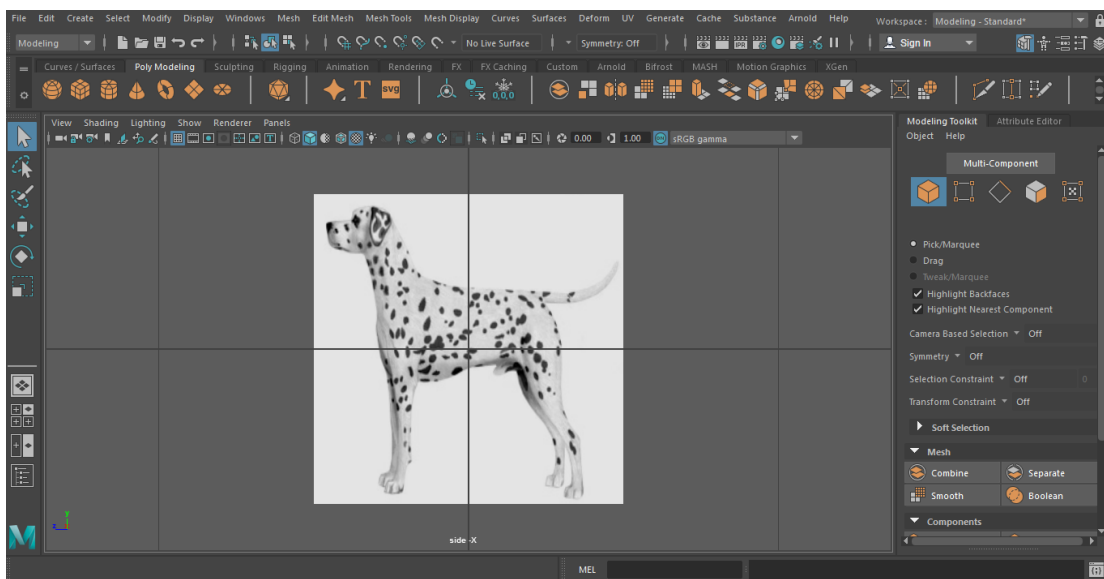 File Edit Create Select Modify Display Windows Mesh Edit Mesh Mesh Tools Mesh Display Curves Surfaces Deform UV Generate Cache Substance Arnold Help Workspace : Modeling - Standard*
Modeling No Live Surface Symmetry: Off Sign In
Curves / Surfaces Poly Modeling Sculpting Rigging Animation Rendering FX FX Caching Custom Arnold Bifrost MASH Motion Graphics XGen
T SVG 0,0,0
View Shading Lighting Show Renderer Panels
0.00 1.00 sRGB gamma
Modeling Toolkit Attribute Editor
Object Help
Multi-Component
Pick/Marquee
Drag
Tweak/Marquee
Highlight Backfaces
Highlight Nearest Component
Camera Based Selection Off
Symmetry Off
Selection Constraint Off 0
Transform Constraint Off
Soft Selection
Mesh
Combine Separate
Smooth Boolean
Components
y
z
side -X
M
MEL